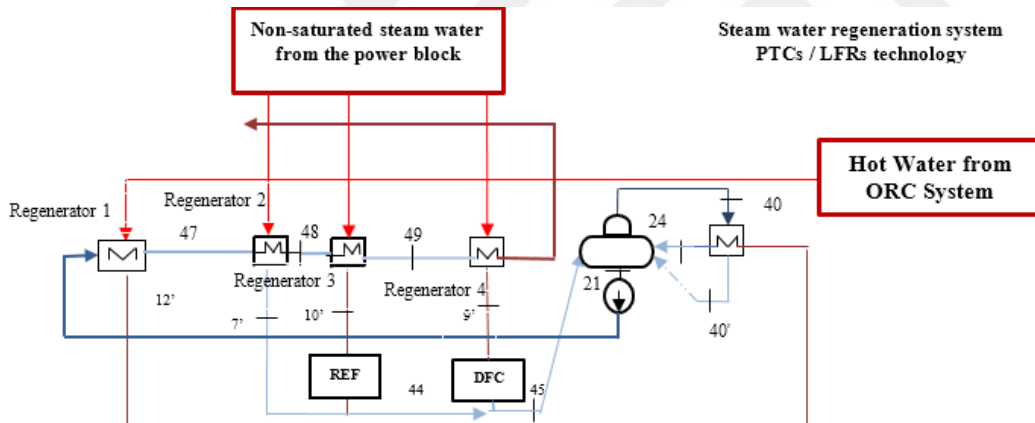 Non-saturated steam water
from the power block
Steam water regeneration system
PTCs / LFRs technology
Hot Water from
ORC System
Regenerator 1
Regenerator 2
47
48
49
24
40
Regenerator 3
Regenerator 4
21
12’
7’
10’
9’
40’
REF
DFC
44
45